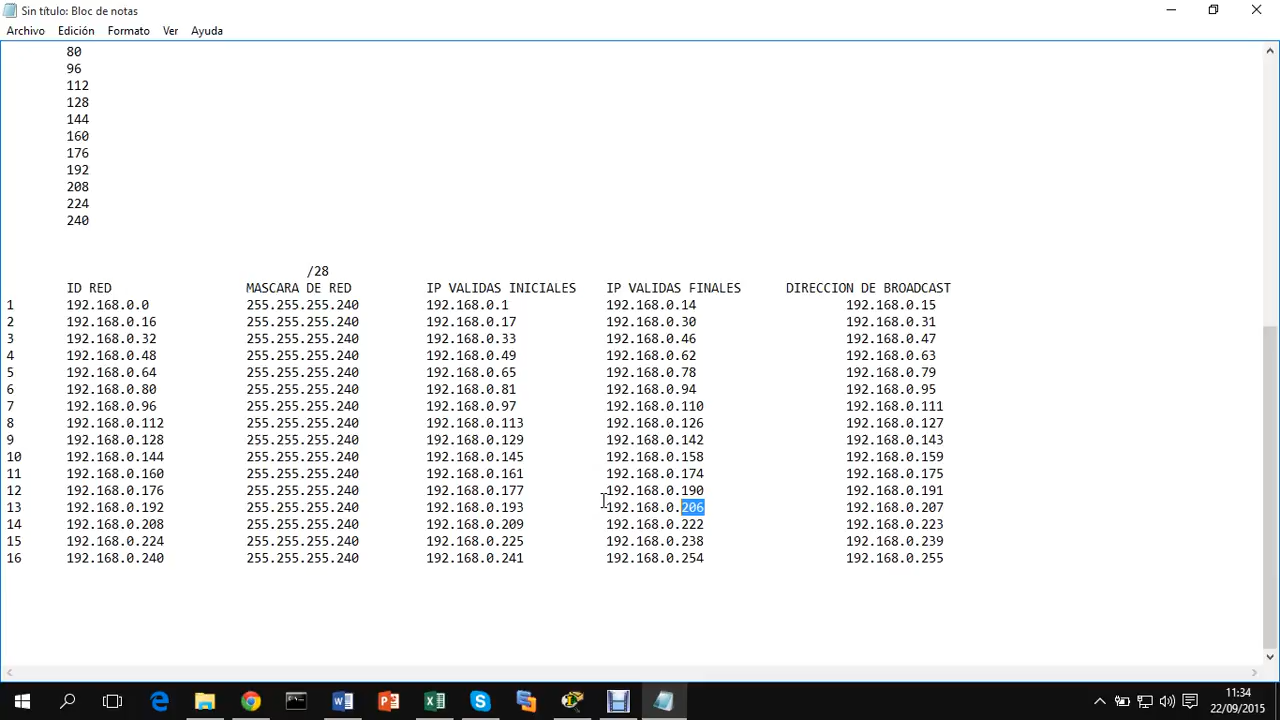 Sin título: Bloc de notas
Archivo Edición Formato Ver Ayuda
80
96
112
128
144
160
176
192
208
224
240
/28
ID RED MASCARA DE RED IP VALIDAS INICIALES IP VALIDAS FINALES DIRECCION DE BROADCAST
1 192.168.0.0 255.255.255.240 192.168.0.1 192.168.0.14 192.168.0.15
2 192.168.0.16 255.255.255.240 192.168.0.17 192.168.0.30 192.168.0.31
3 192.168.0.32 255.255.255.240 192.168.0.33 192.168.0.46 192.168.0.47
4 192.168.0.48 255.255.255.240 192.168.0.49 192.168.0.62 192.168.0.63
5 192.168.0.64 255.255.255.240 192.168.0.65 192.168.0.78 192.168.0.79
6 192.168.0.80 255.255.255.240 192.168.0.81 192.168.0.94 192.168.0.95
7 192.168.0.96 255.255.255.240 192.168.0.97 192.168.0.110 192.168.0.111
8 192.168.0.112 255.255.255.240 192.168.0.113 192.168.0.126 192.168.0.127
9 192.168.0.128 255.255.255.240 192.168.0.129 192.168.0.142 192.168.0.143
10 192.168.0.144 255.255.255.240 192.168.0.145 192.168.0.158 192.168.0.159
11 192.168.0.160 255.255.255.240 192.168.0.161 192.168.0.174 192.168.0.175
12 192.168.0.176 255.255.255.240 192.168.0.177 192.168.0.190 192.168.0.191
13 192.168.0.192 255.255.255.240 192.168.0.193 192.168.0.206 192.168.0.207
14 192.168.0.208 255.255.255.240 192.168.0.209 192.168.0.222 192.168.0.223
15 192.168.0.224 255.255.255.240 192.168.0.225 192.168.0.238 192.168.0.239
16 192.168.0.240 255.255.255.240 192.168.0.241 192.168.0.254 192.168.0.255
11:34
22/09/2015